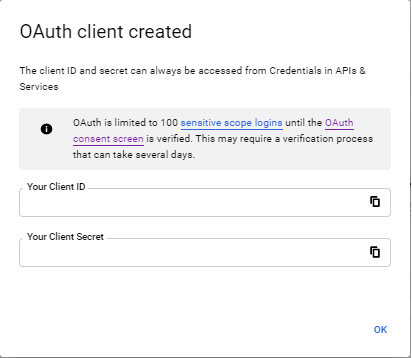 OAuth client created
The client ID and secret can always be accessed from Credentials in APIs &
Services
OAuth is limited to 100 sensitive scope logins until the OAuth
consent screen is verified. This may require a verification process
that can take several days.
Your Client ID
Your Client Secret
OK